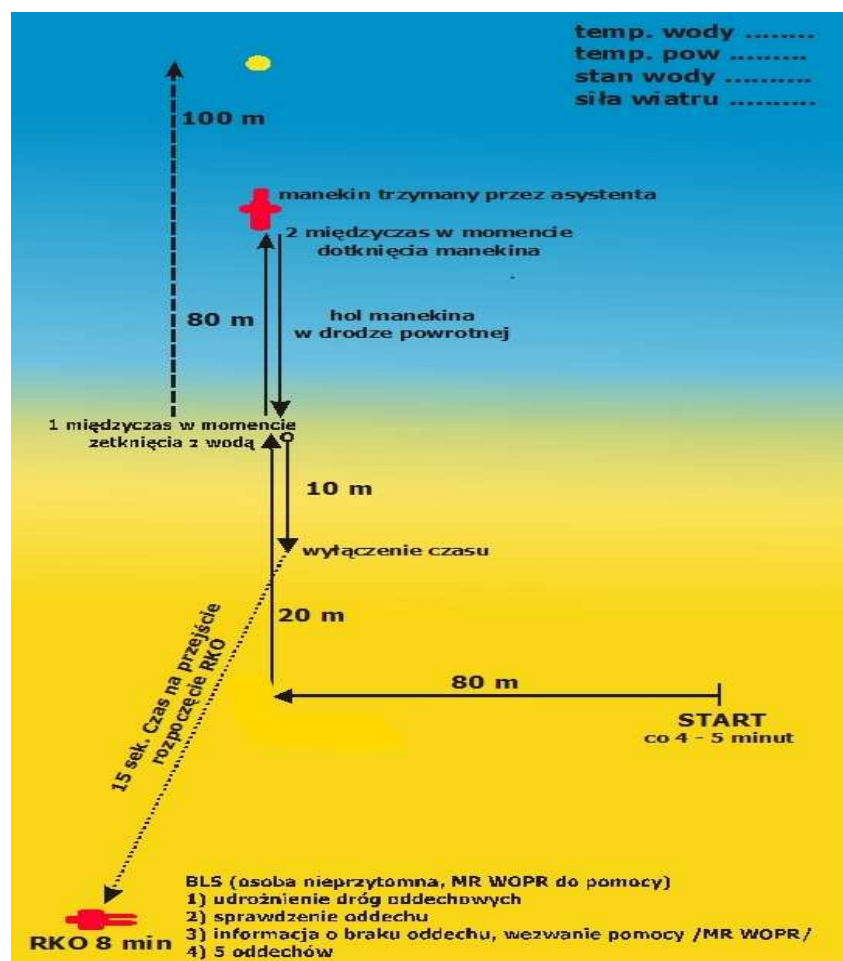 temp. wody ........
temp. pow ........
stan wody ........
siła wiatru ..........
100 m
manekin trzymany przez asystenta
2 międzyczas w momencie
dotknięcia manekina
80 m
hol manekina
w drodze powrotnej
1 międzyczas w momencie
zetknięcia z wodą
10 m
wyłączenie czasu
20 m
15 sek. Czas na przejście
rozpoczęcie RKO
80 m
START
co 4 - 5 minut
RKO 8 min
BLS (osoba nieprzytomna, MR WOPR do pomocy)
1) udrożnienie dróg oddechowych
2) sprawdzenie oddechu
3) informacja o braku oddechu, wezwanie pomocy /MR WOPR/
4) 5 oddechów